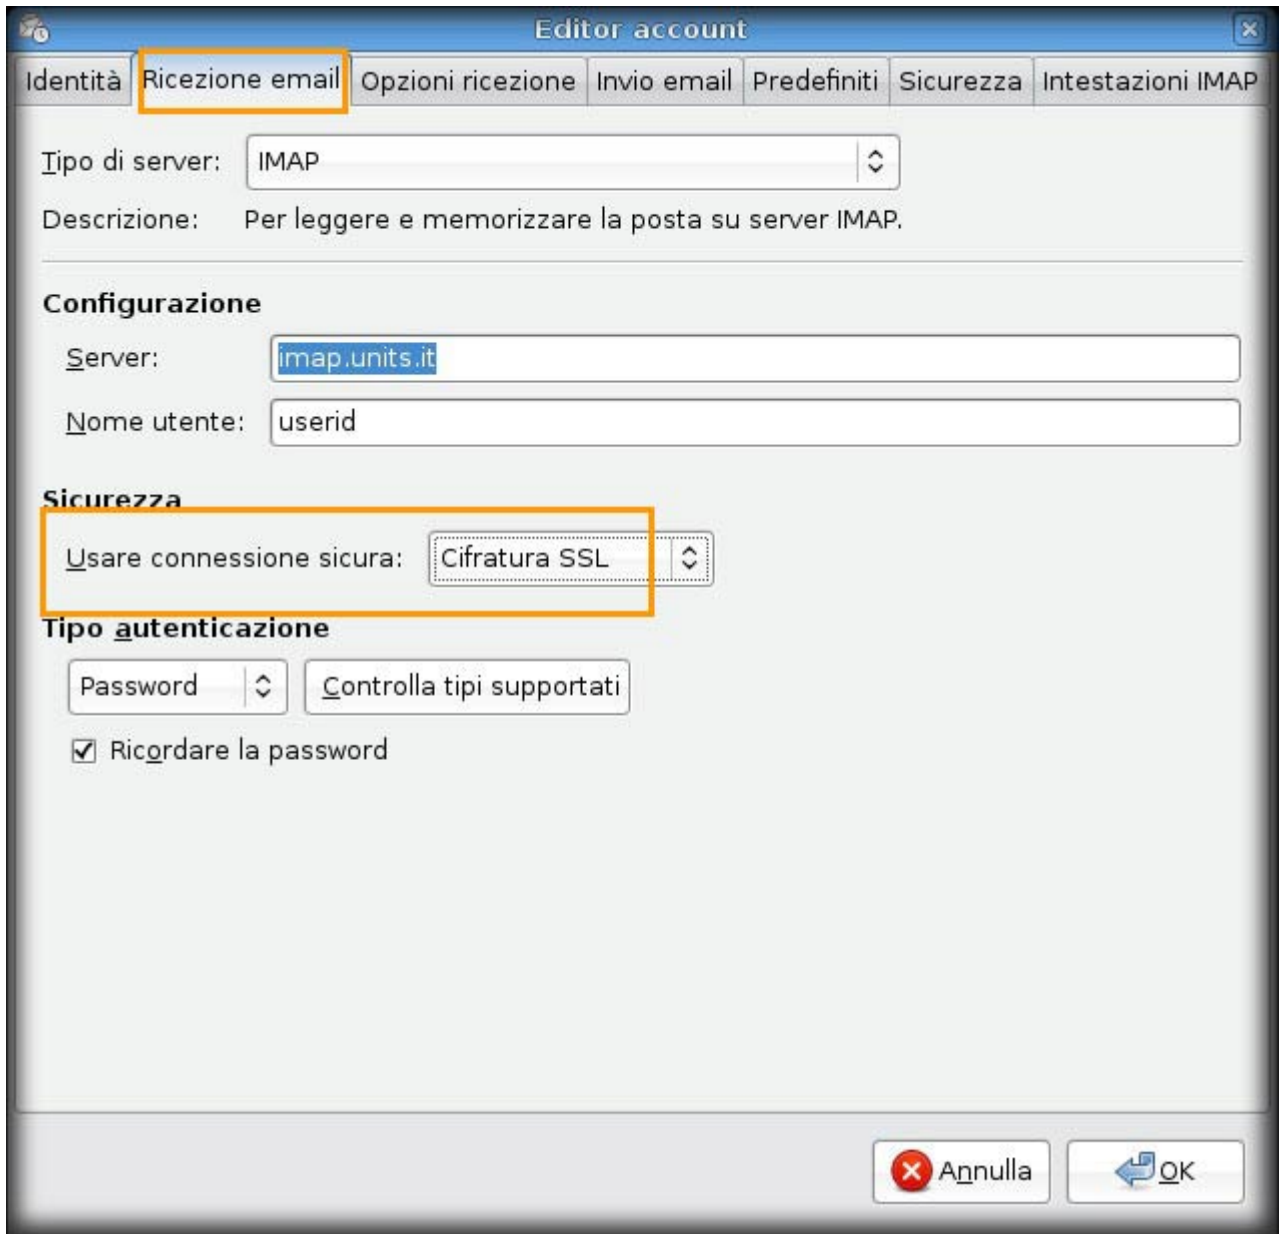 Editor account
Identità Ricezione email Opzioni ricezione Invio email Predefiniti Sicurezza Intestazioni IMAP
Tipo di server: IMAP
Descrizione: Per leggere e memorizzare la posta su server IMAP.
Configurazione
Server: imap.units.it
Nome utente: userid
Sicurezza
Usare connessione sicura: Cifratura SSL
Tipo autenticazione
Password Controlla tipi supportati
Ricordare la password
Annulla OK